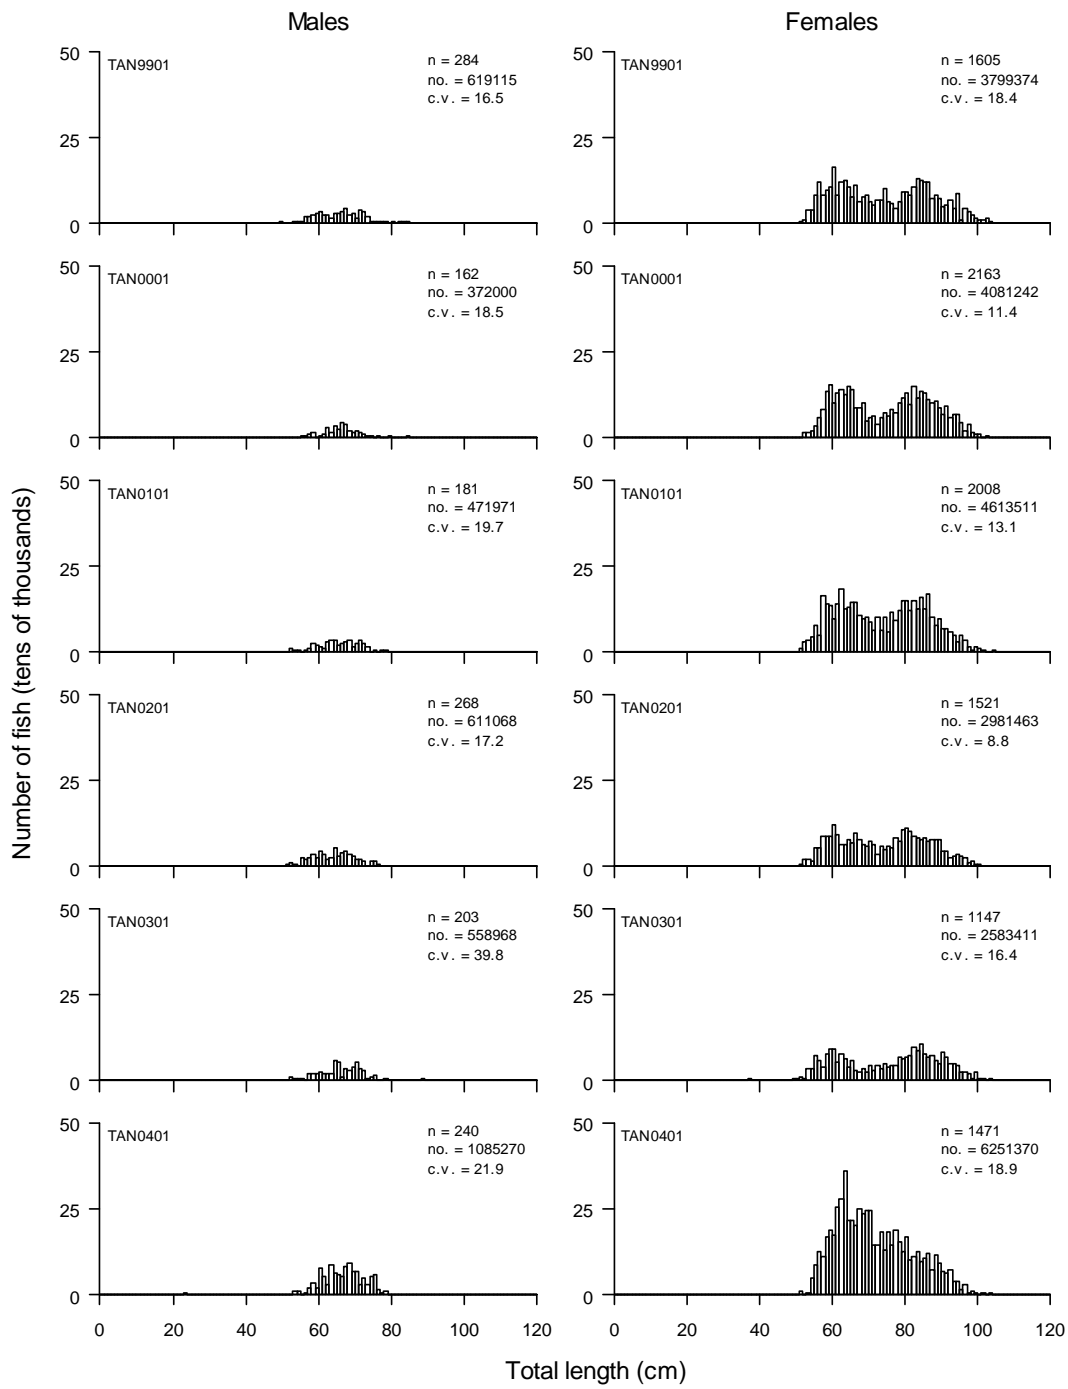 Males
Females
Number of fish (tens of thousands)
50
25
0
TAN9901
n = 284
no. = 619115
c.v. = 16.5
TAN9901
n = 1605
no. = 3799374
c.v. = 18.4
50
25
0
50
25
0
TAN0001
n = 162
no. = 372000
c.v. = 18.5
50
25
0
TAN0001
n = 2163
no. = 4081242
c.v. = 11.4
50
25
0
TAN0101
n = 181
no. = 471971
c.v. = 19.7
50
25
0
TAN0101
n = 2008
no. = 4613511
c.v. = 13.1
50
25
0
TAN0201
n = 268
no. = 611068
c.v. = 17.2
50
25
0
TAN0201
n = 1521
no. = 2981463
c.v. = 8.8
50
25
0
TAN0301
n = 203
no. = 558968
c.v. = 39.8
50
25
0
TAN0301
n = 1147
no. = 2583411
c.v. = 16.4
50
25
0
TAN0401
n = 240
no. = 1085270
c.v. = 21.9
50
25
0
TAN0401
n = 1471
no. = 6251370
c.v. = 18.9
50
25
0
0 20 40 60 80 100 120
0 20 40 60 80 100 120
Total length (cm)